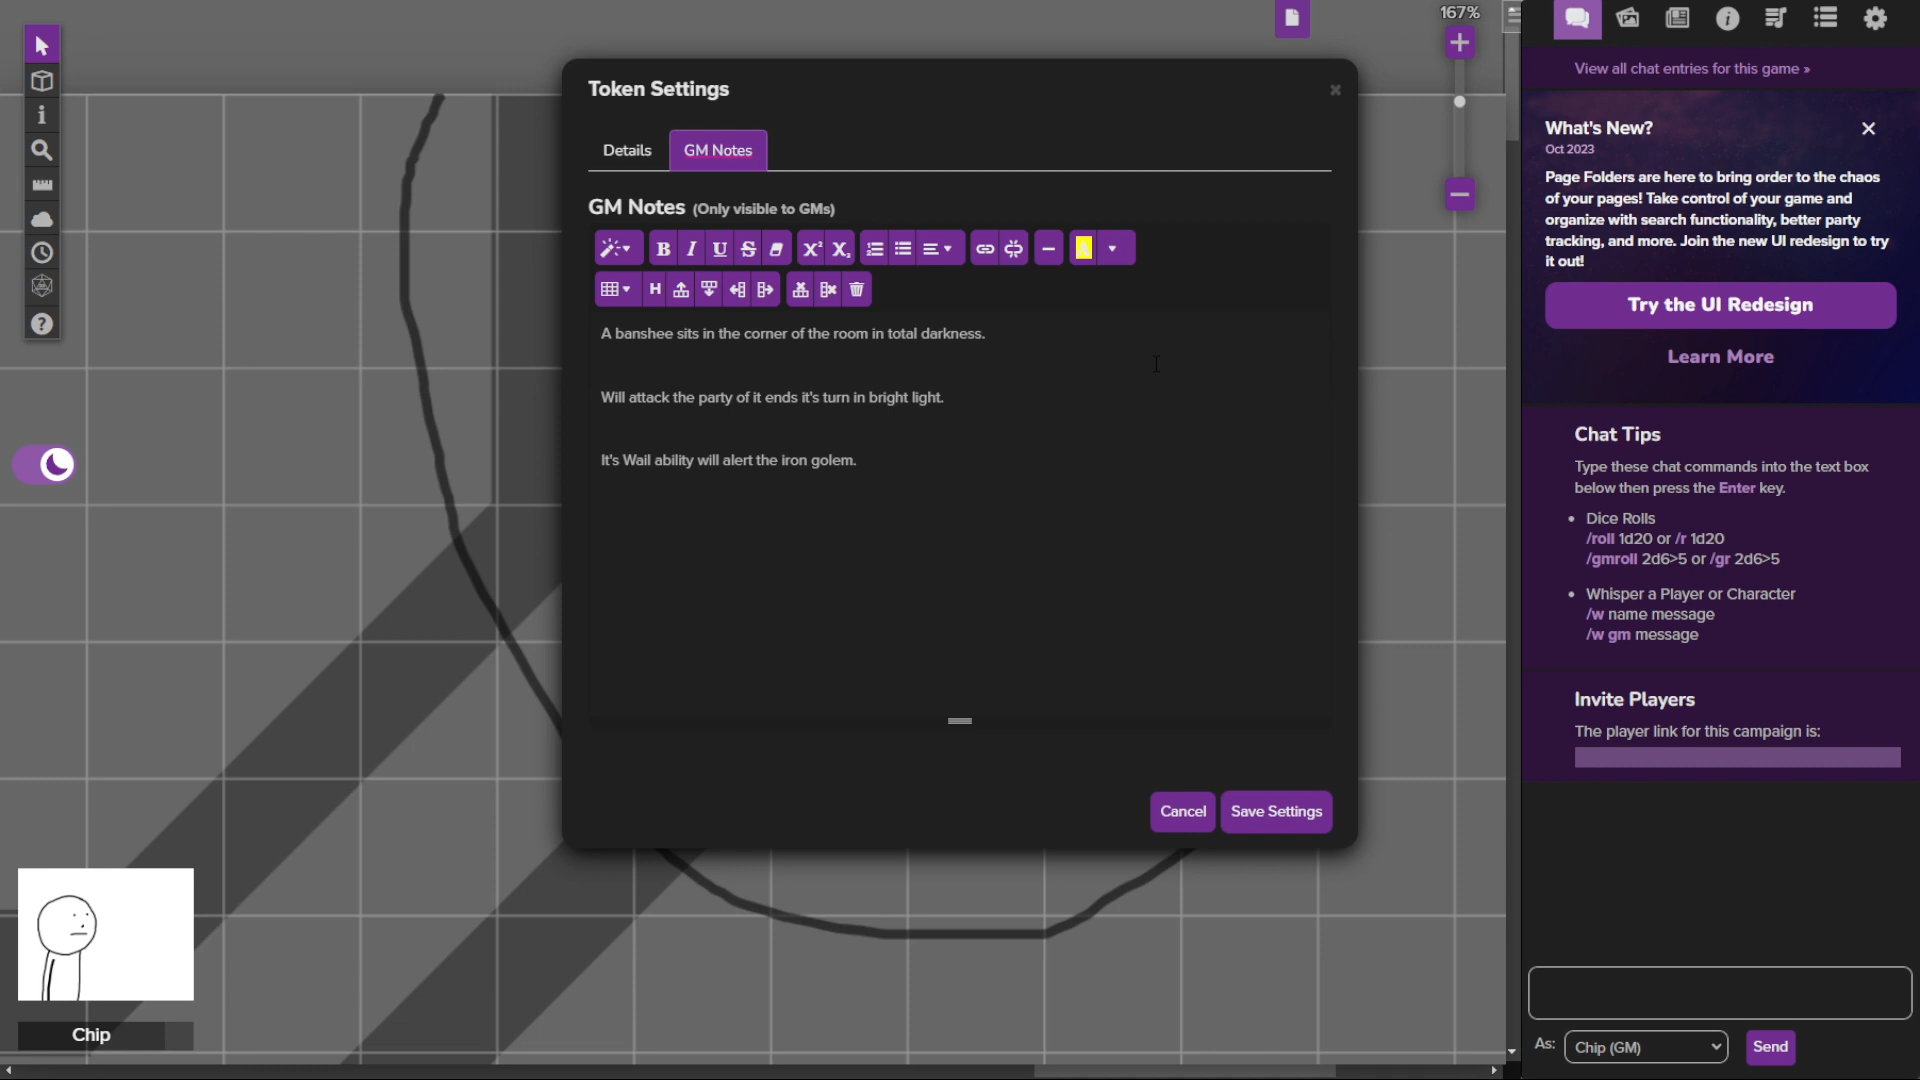 167%
View all chat entries for this game »
What's New?
Oct 2023
Page Folders are here to bring order to the chaos
of your pages! Take control of your game and
organize with search functionality, better party
tracking, and more. Join the new UI redesign to try
it out!
Try the UI Redesign
Learn More
Chat Tips
Type these chat commands into the text box
below then press the Enter key.
Dice Rolls
/roll 1d20 or /r 1d20
/gmroll 2d6>5 or /gr 2d6>5
Whisper a Player or Character
/w name message
/w gm message
Invite Players
The player link for this campaign is:
As: Chip (GM)
Send
Token Settings
Details
GM Notes
GM Notes (Only visible to GMs)
A banshee sits in the corner of the room in total darkness.
Will attack the party of it ends it's turn in bright light.
It's Wail ability will alert the iron golem.
Cancel
Save Settings
Chip